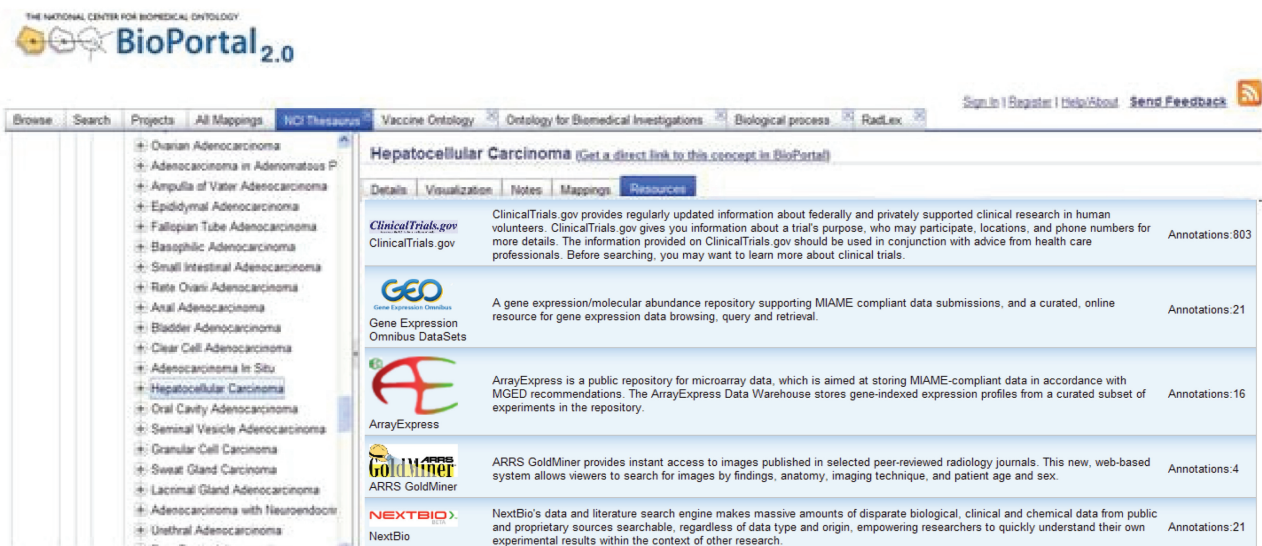 THE NATIONAL CENTER FOR BIOMEDICAL ONTOLOGY
BioPortal 2.0
Sign In | Register | Help/About Send Feedback
Browse Search Projects All Mappings NCI Thesaurus Vaccine Ontology Ontology for Biomedical Investigations Biological process RadLex
Ovarian Adenocarcinoma
Adenocarcinoma in Adenomatous P
Ampulla of Vater Adenocarcinoma
Epididymal Adenocarcinoma
Fallopian Tube Adenocarcinoma
Basophilic Adenocarcinoma
Small Intestinal Adenocarcinoma
Rete Ovarii Adenocarcinoma
Anal Adenocarcinoma
Bladder Adenocarcinoma
Clear Cell Adenocarcinoma
Adenocarcinoma In Situ
Hepatocellular Carcinoma
Oral Cavity Adenocarcinoma
Seminal Vesicle Adenocarcinoma
Granular Cell Carcinoma
Sweat Gland Carcinoma
Lacrimal Gland Adenocarcinoma
Adenocarcinoma with Neuroendocrin
Urethral Adenocarcinoma
Hepatocellular Carcinoma (Get a direct link to this concept in BioPortal)
Details Visualization Notes Mappings Resources
ClinicalTrials.gov
ClinicalTrials.gov
ClinicalTrials.gov provides regularly updated information about federally and privately supported clinical research in human
volunteers. ClinicalTrials.gov gives you information about a trial's purpose, who may participate, locations, and phone numbers for
more details. The information provided on ClinicalTrials.gov should be used in conjunction with advice from health care
professionals. Before searching, you may want to learn more about clinical trials.
Annotations:803
GEO
Gene Expression Omnibus
Gene Expression
Omnibus DataSets
A gene expression/molecular abundance repository supporting MIAME compliant data submissions, and a curated, online
resource for gene expression data browsing, query and retrieval.
Annotations:21
ArrayExpress
ArrayExpress is a public repository for microarray data, which is aimed at storing MIAME-compliant data in accordance with
MGED recommendations. The ArrayExpress Data Warehouse stores gene-indexed expression profiles from a curated subset of
experiments in the repository.
Annotations:16
ARRS
GoldMiner
ARRS GoldMiner
ARRS GoldMiner provides instant access to images published in selected peer-reviewed radiology journals. This new, web-based
system allows viewers to search for images by findings, anatomy, imaging technique, and patient age and sex.
Annotations:4
NEXTBIO
BETA
NextBio
NextBio's data and literature search engine makes massive amounts of disparate biological, clinical and chemical data from public
and proprietary sources searchable, regardless of data type and origin, empowering researchers to quickly understand their own
experimental results within the context of other research.
Annotations:21